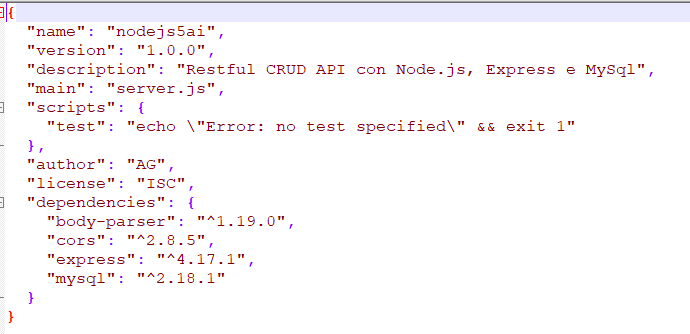 {
  "name": "nodejs5ai",
  "version": "1.0.0",
  "description": "Restful CRUD API con Node.js, Express e MySql",
  "main": "server.js",
  "scripts": {
    "test": "echo \"Error: no test specified\" && exit 1"
  },
  "author": "AG",
  "license": "ISC",
  "dependencies": {
    "body-parser": "^1.19.0",
    "cors": "^2.8.5",
    "express": "^4.17.1",
    "mysql": "^2.18.1"
  }
}